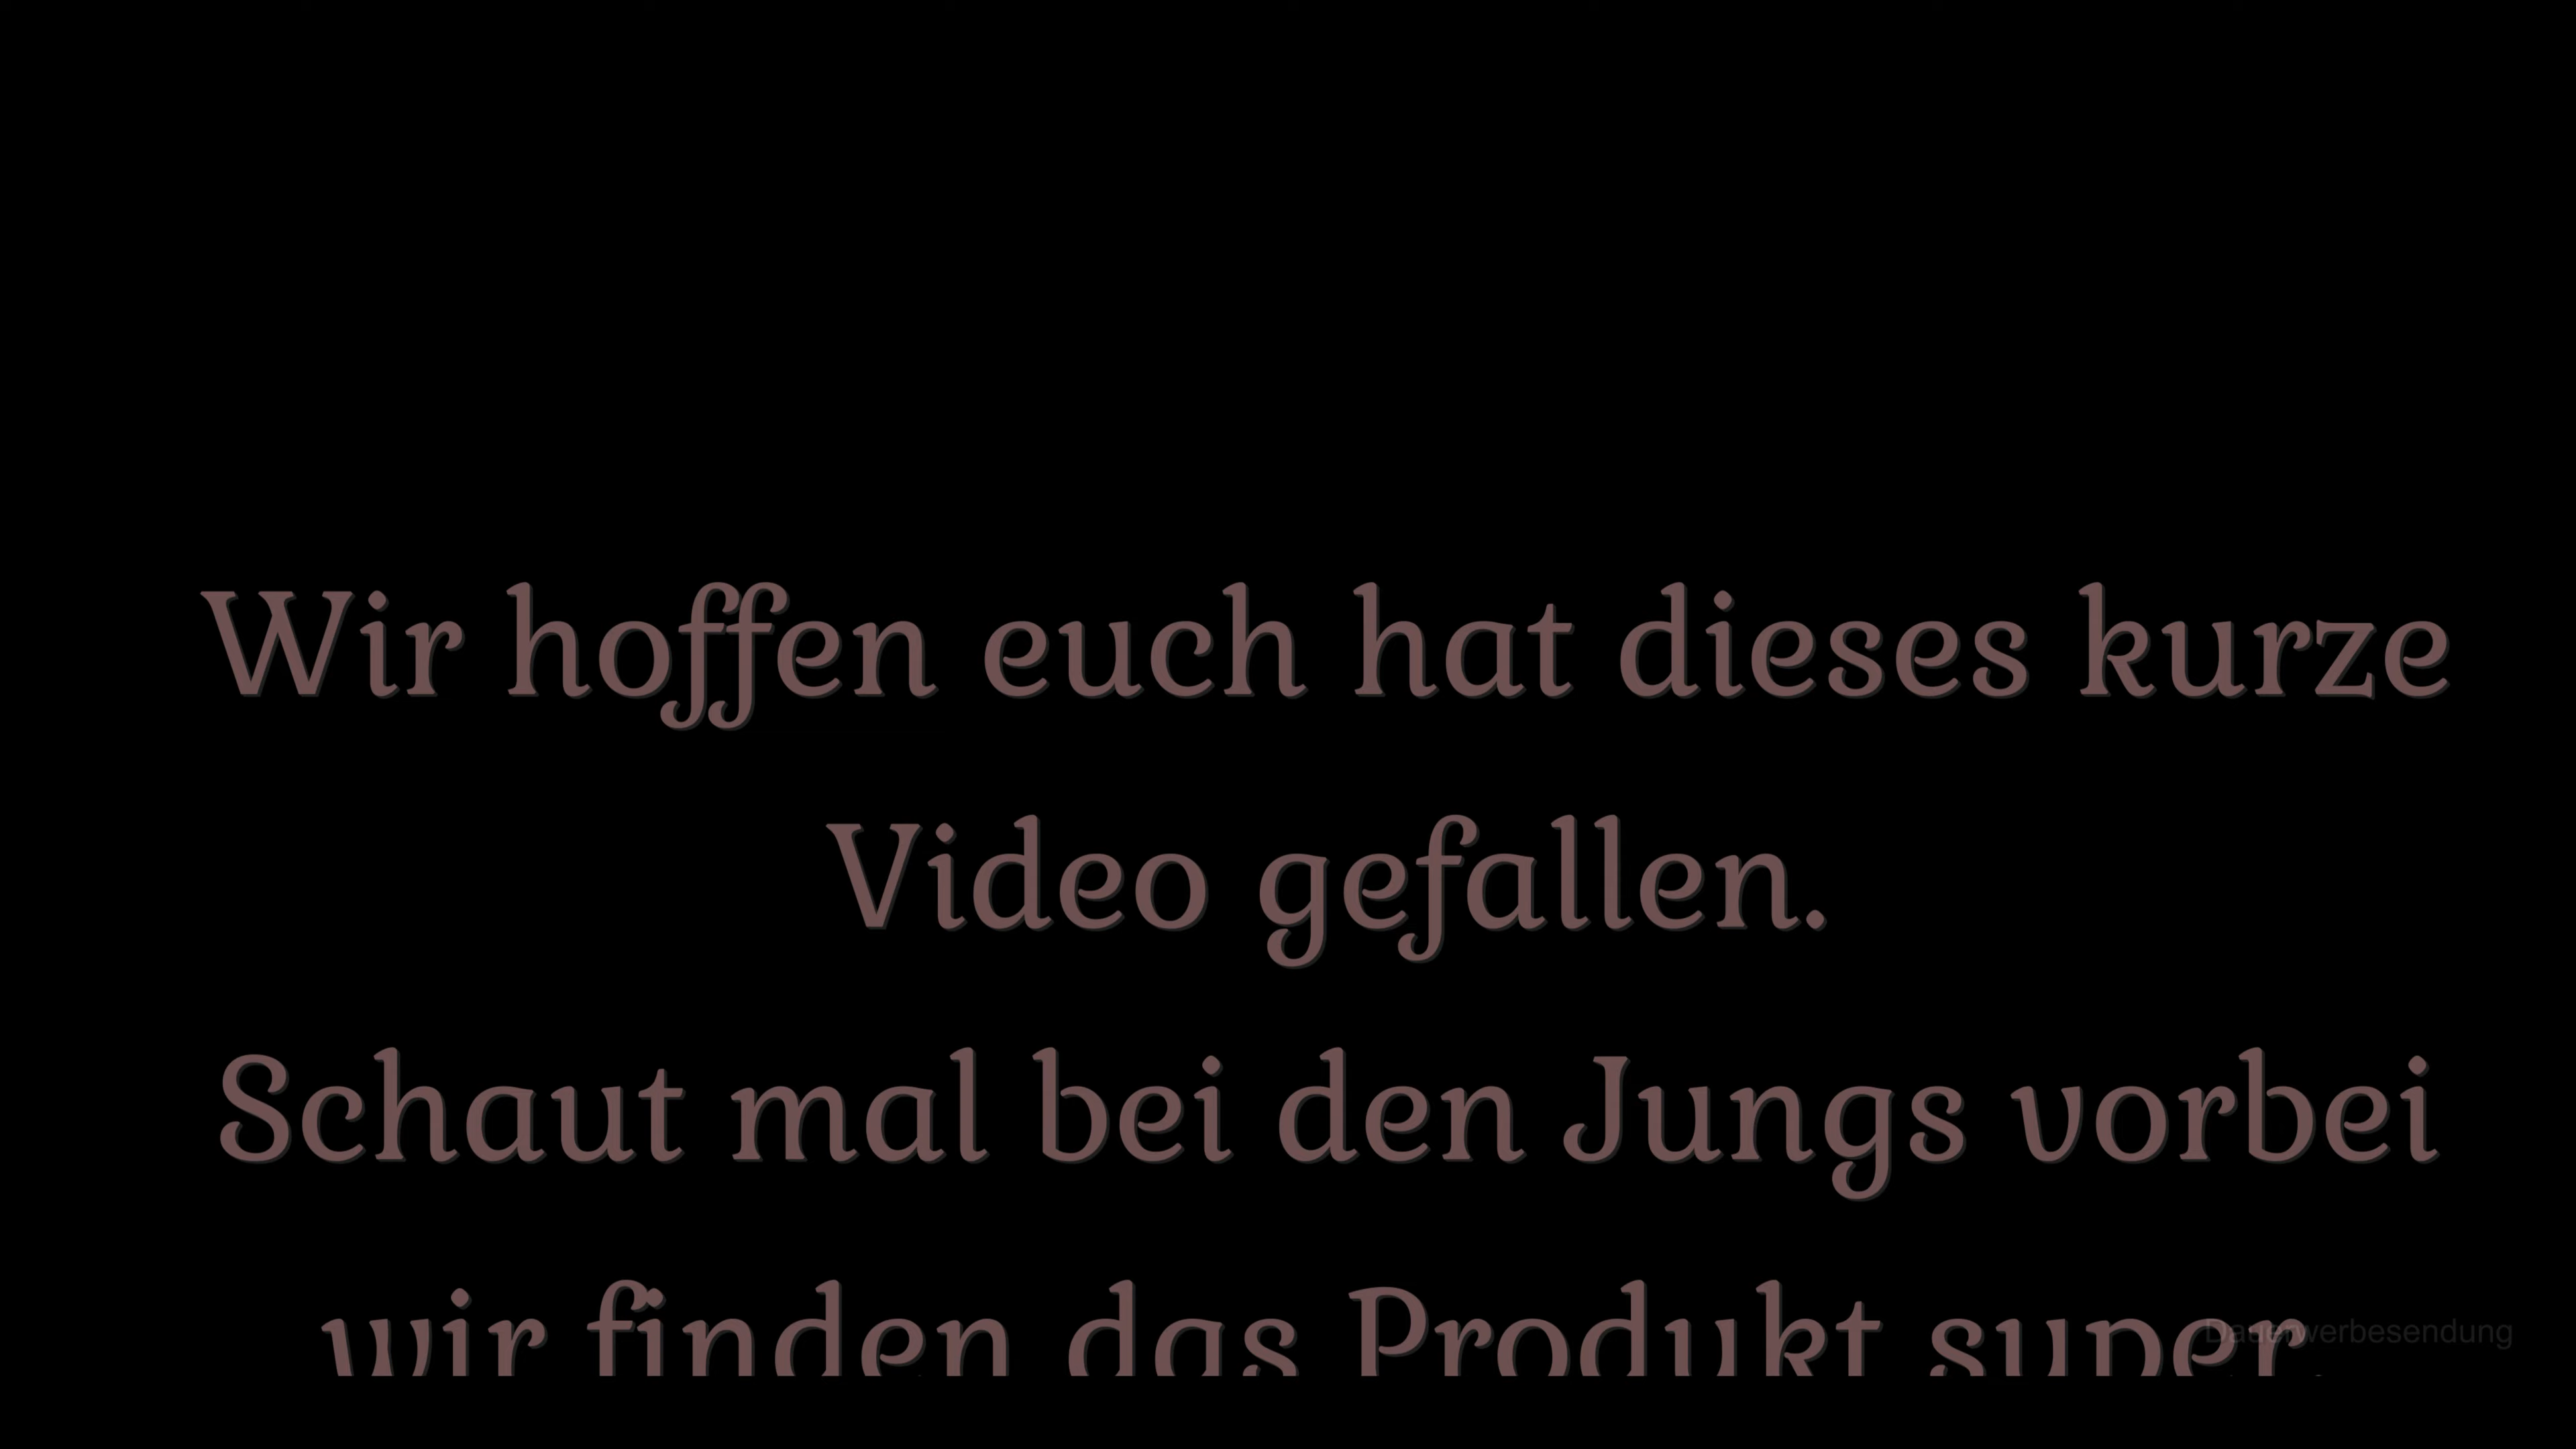 Wir hoffen euch hat dieses kurze
Video gefallen.
Schaut mal bei den Jungs vorbei
wir finden das Produkt super.
Dauerwerbesendung